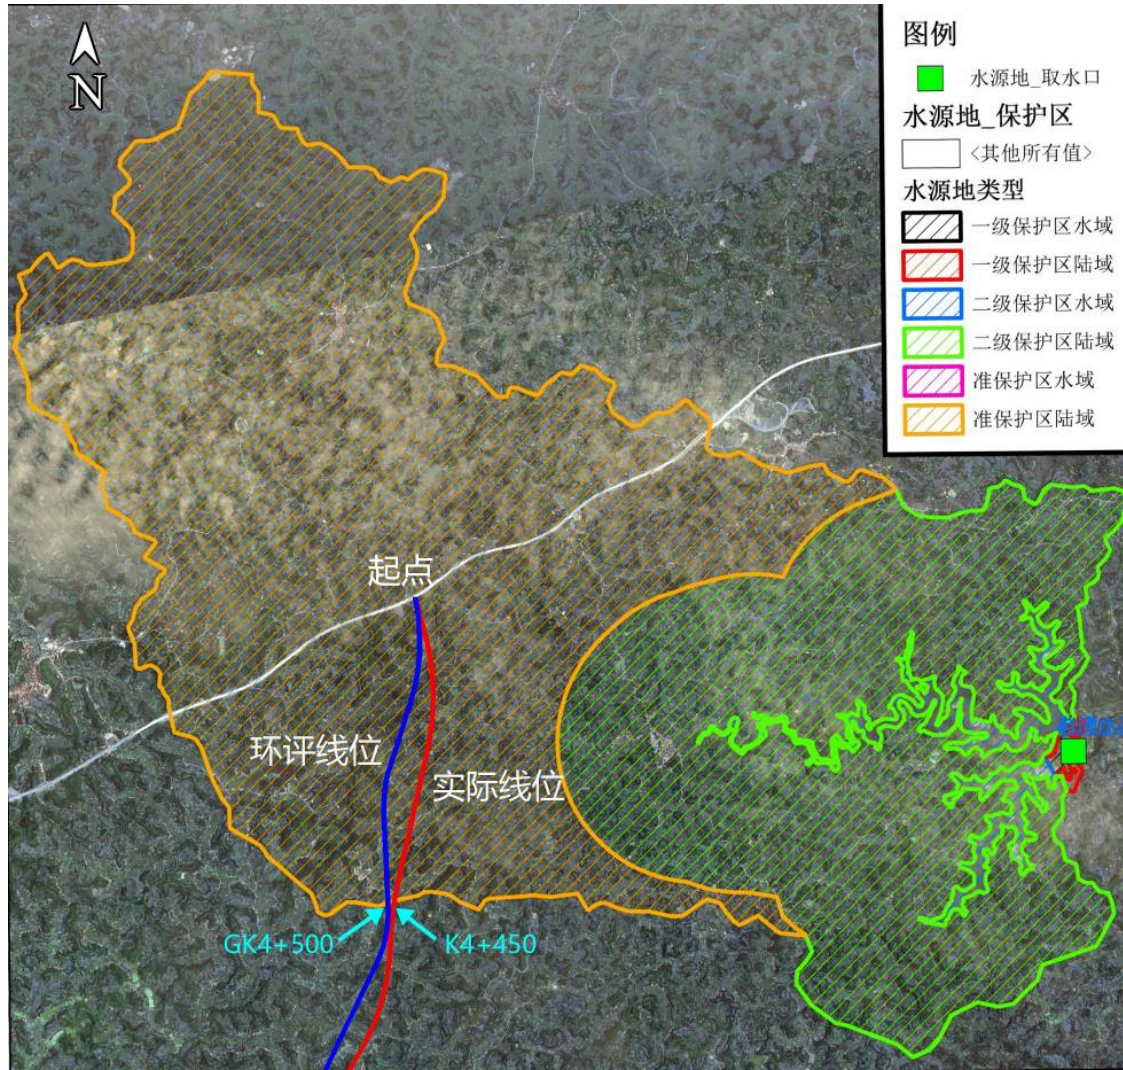 N
图例
水源地_取水口
水源地_保护区
<其他所有值>
水源地类型
一级保护区水域
一级保护区陆域
二级保护区水域
二级保护区陆域
准保护区水域
准保护区陆域
起点
环评线位
实际线位
GK4+500
K4+450